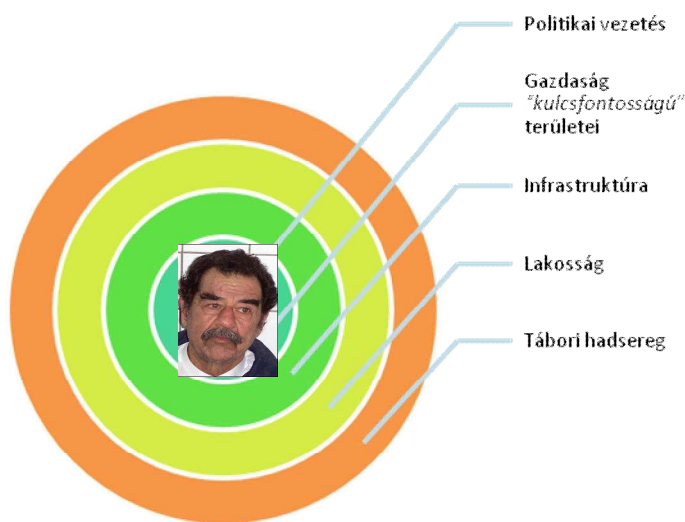 Politikai vezetés
Gazdaság
"kulcsfontosságú"
területei
Infrastruktúra
Lakosság
Tábori hadsereg